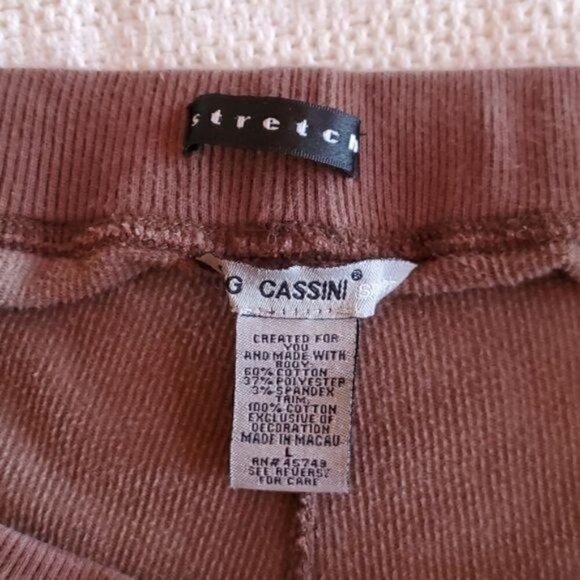 stretch
G CASSINI® S
CREATED FOR
YOU
AND MADE WITH
BODY:
60% COTTON
37% POLYESTER
3% SPANDEX
TRIM:
100% COTTON
EXCLUSIVE OF
DECORATION
MADE IN MACAU
L
RN# 45749
SEE REVERSE
FOR CARE